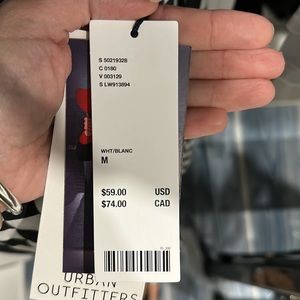 S 50219328
C 0180
V 003129
S LW913894
WHT/BLANC
M
$59.00 USD
$74.00 CAD
URBAN
OUTFITTERS